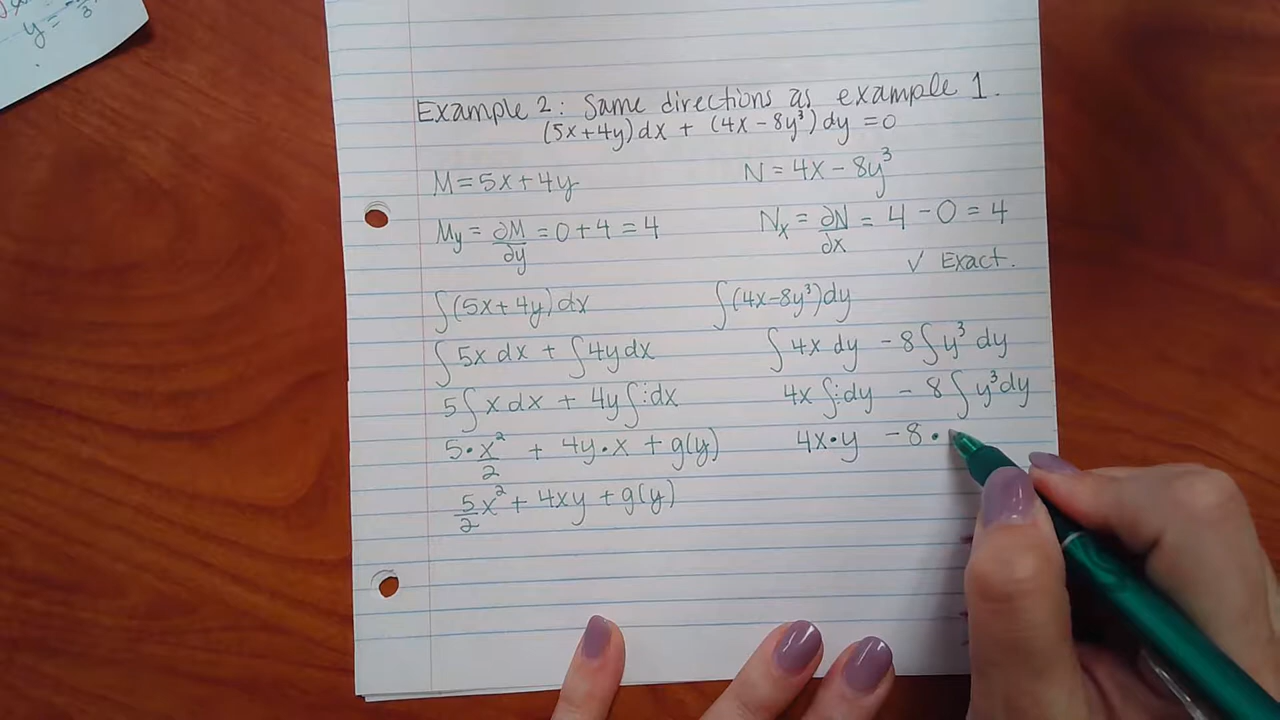 y =
Example 2: Same directions as example 1.
(5x+4y)dx + (4x-8y³)dy = 0
M = 5x+4y N = 4x-8y³
My = ∂M/∂y = 0+4 = 4 Nₓ = ∂N/∂x = 4-0 = 4
✓ Exact.
∫(5x+4y)dx ∫(4x-8y³)dy
∫5x dx + ∫4y dx ∫4x dy - 8∫y³ dy
5∫x dx + 4y∫dx 4x∫dy - 8∫y³dy
5•x²/2 + 4y•x + g(y) 4x•y - 8•
5/2x² + 4xy + g(y)